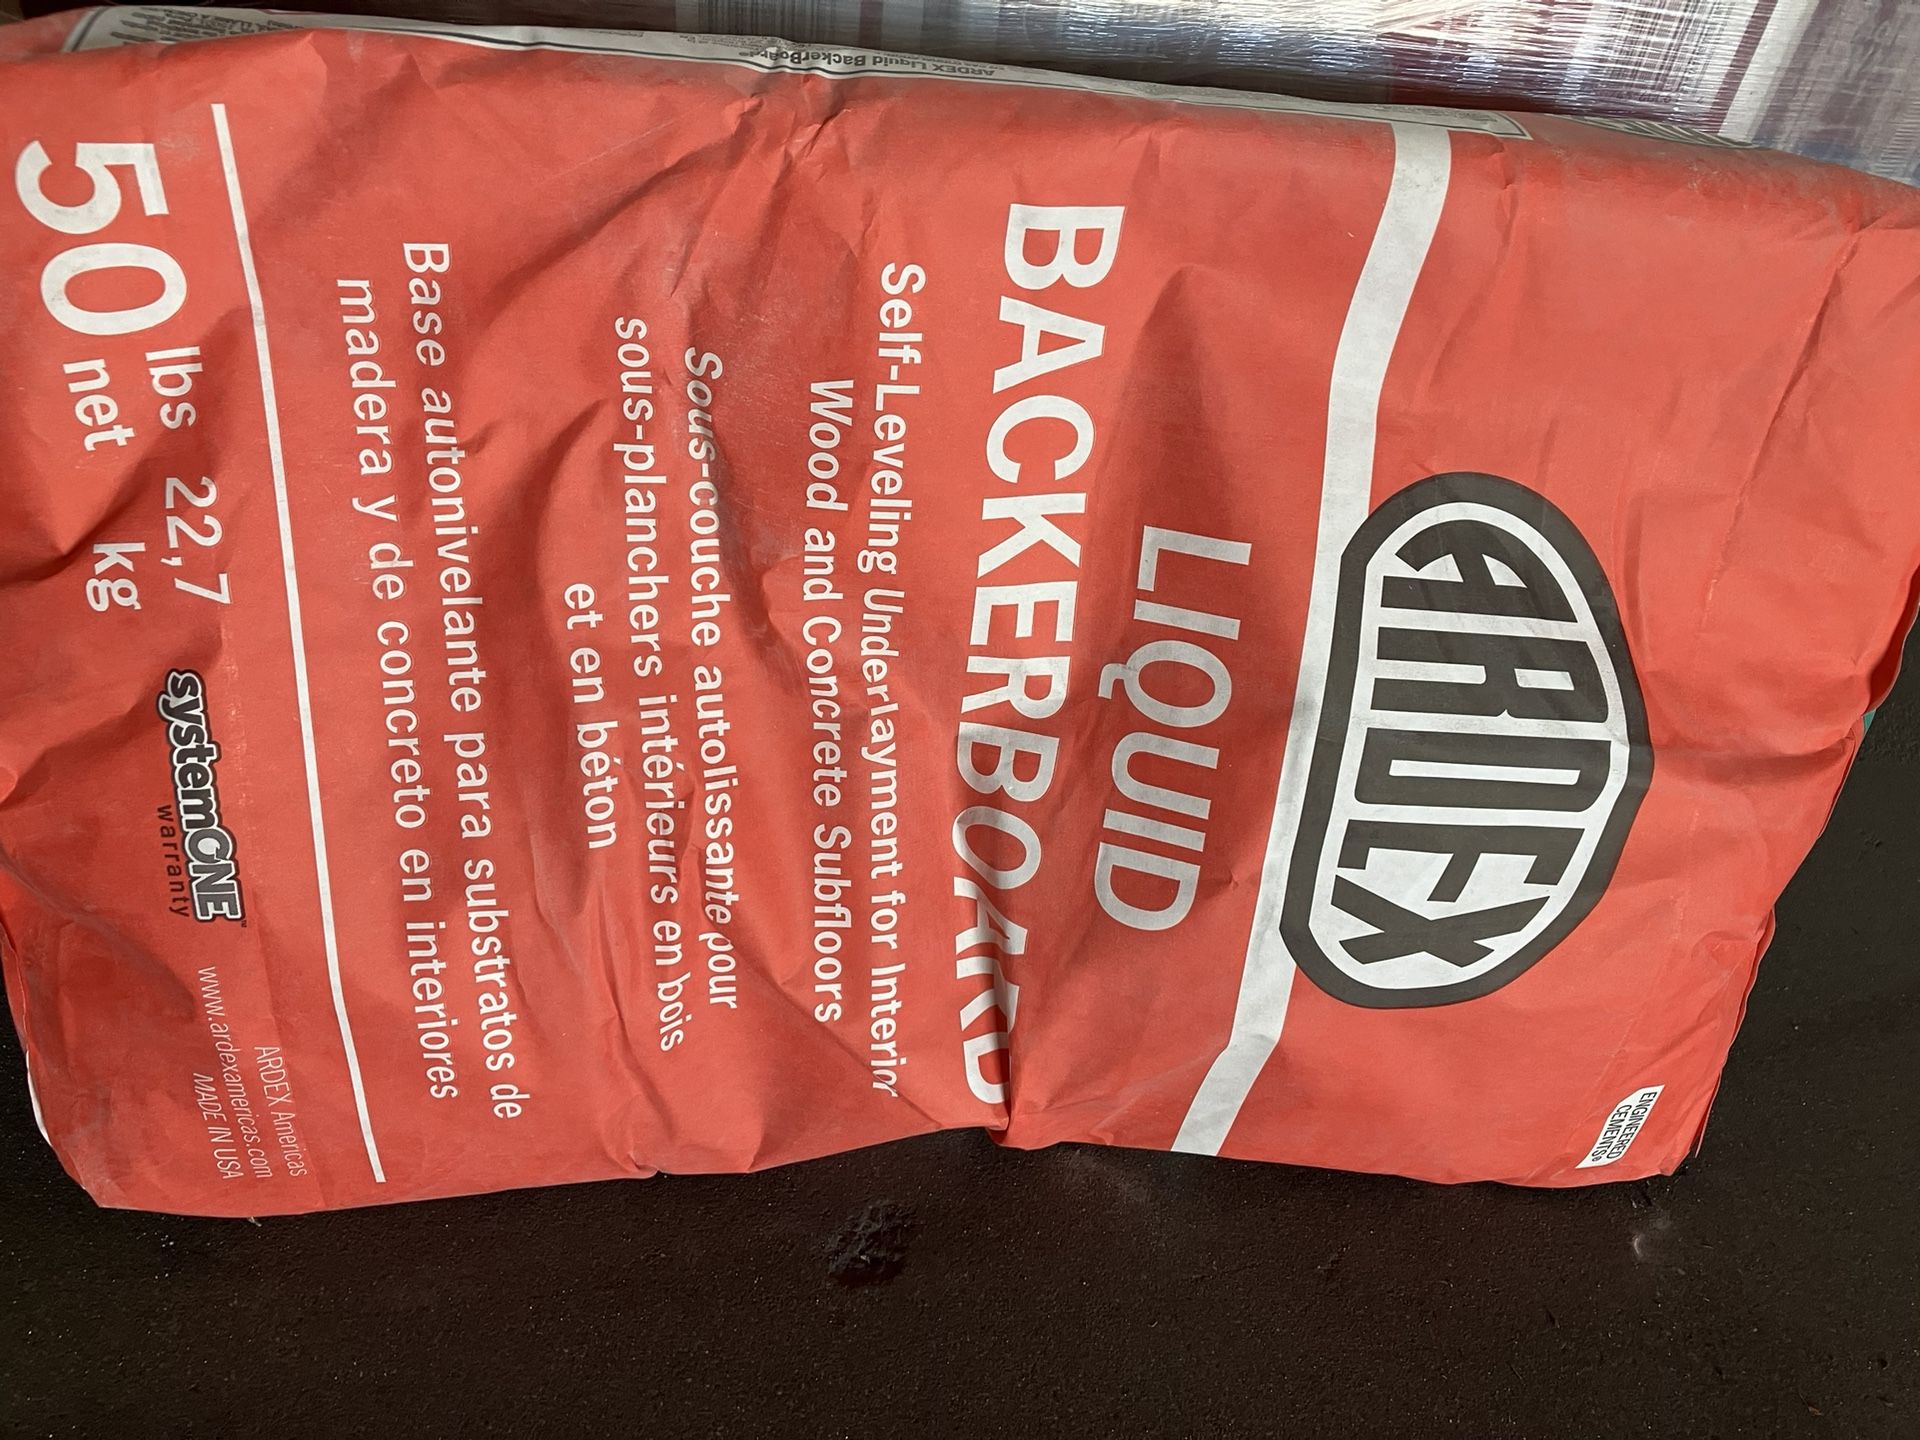 ENGINEERED
CEMENTS®
ARDEX
LIQUID
BACKERBOARD
Self-Leveling Underlayment for Interior
Wood and Concrete Subfloors
Sous-couche autolissante pour
sous-planchers intérieurs en bois
et en béton
Base autonivelante para substratos de
madera y de concreto en interiores
50 lbs 22,7
net kg
systemONE™
warranty
ARDEX Americas
www.ardexamericas.com
MADE IN USA
ARDEX Liquid BackerBoard®